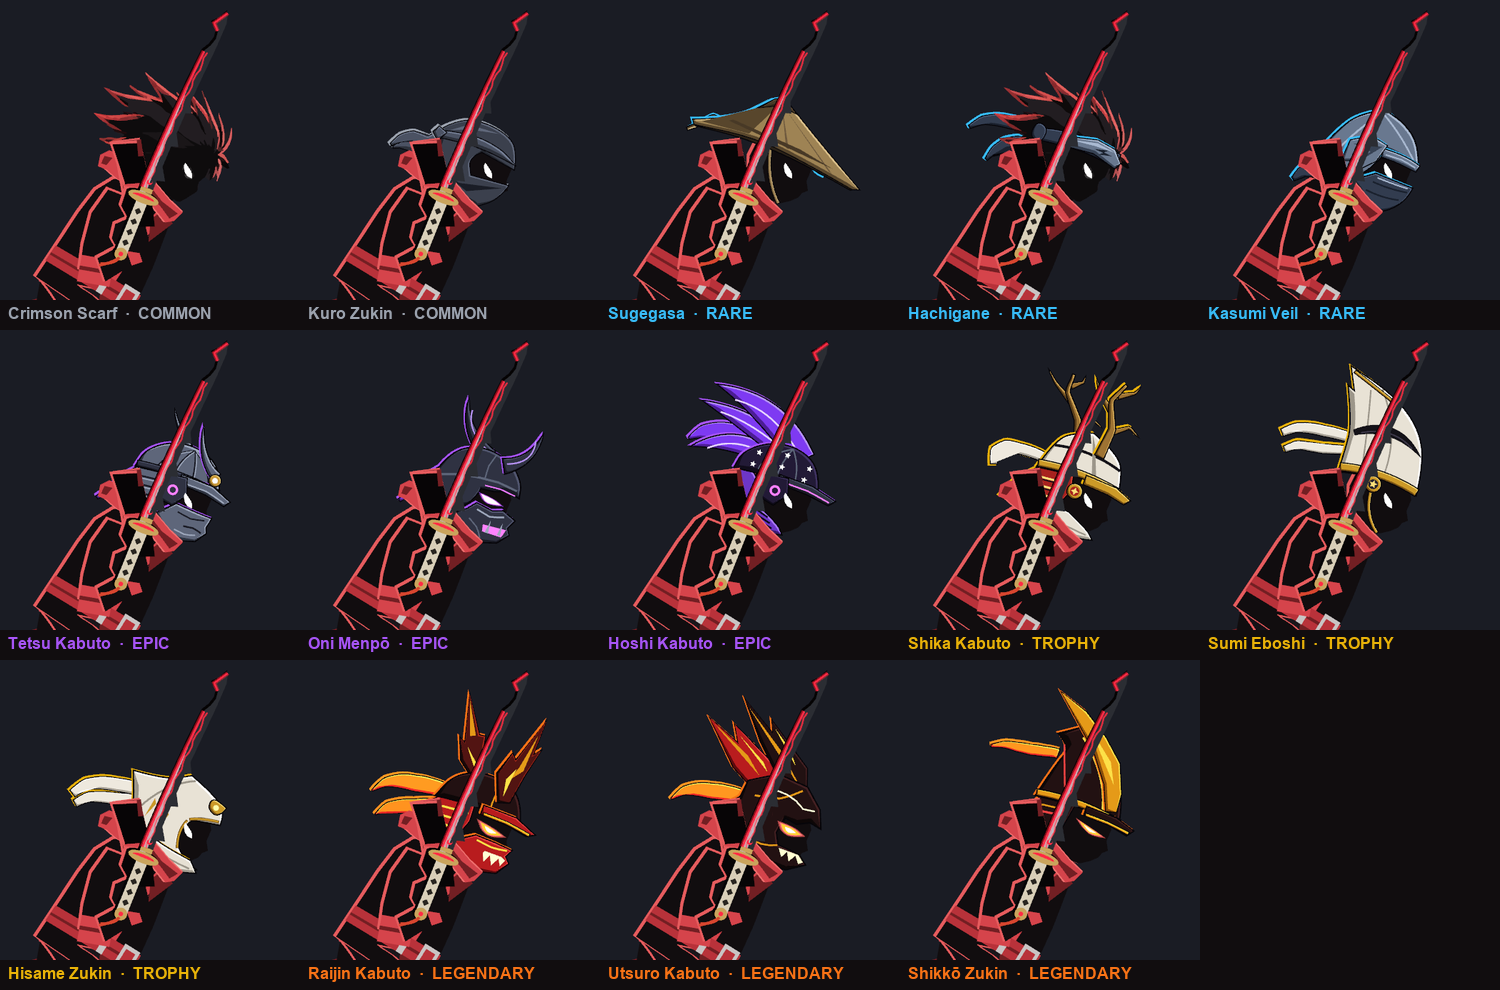 Crimson Scarf · COMMON
Kuro Zukin · COMMON
Sugegasa · RARE
Hachigane · RARE
Kasumi Veil · RARE
Tetsu Kabuto · EPIC
Oni Menpō · EPIC
Hoshi Kabuto · EPIC
Shika Kabuto · TROPHY
Sumi Eboshi · TROPHY
Hisame Zukin · TROPHY
Raijin Kabuto · LEGENDARY
Utsuro Kabuto · LEGENDARY
Shikkō Zukin · LEGENDARY